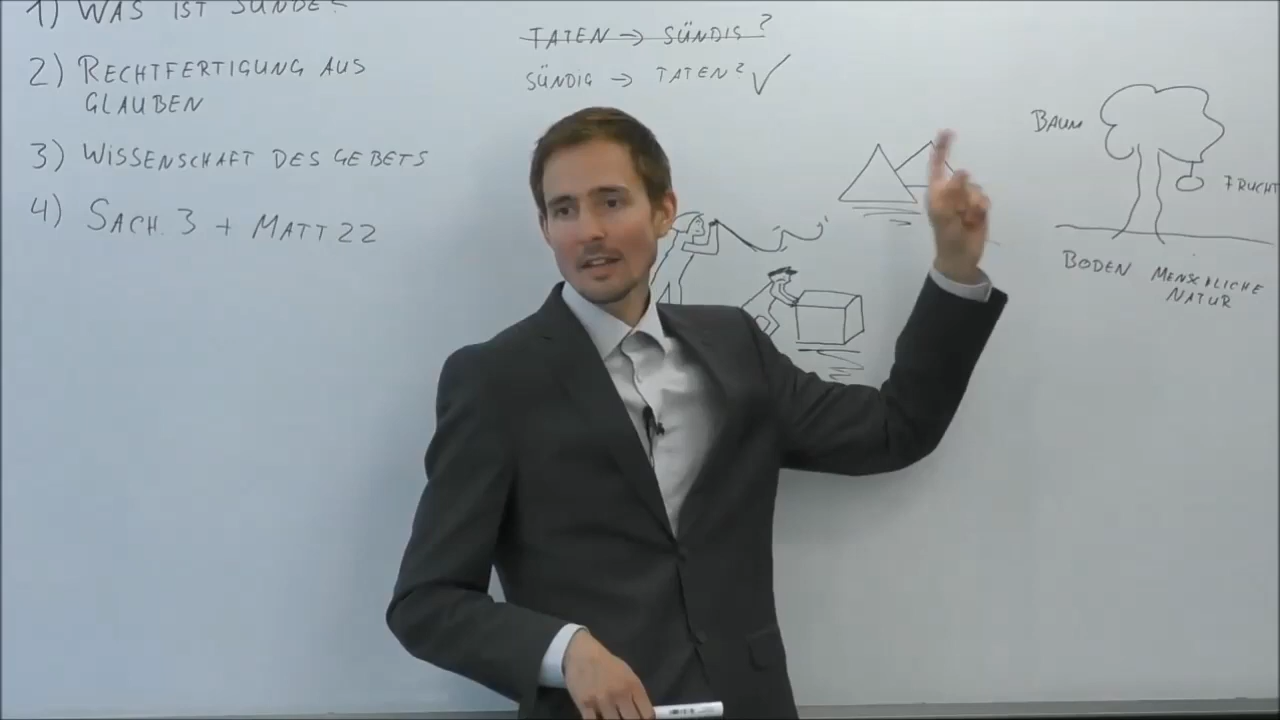 1) WAS IST SÜNDE?
2) RECHTFERTIGUNG AUS
GLAUBEN
3) WISSENSCHAFT DES GEBETS
4) SACH. 3 + MATT 22
TATEN → SÜNDIG?
SÜNDIG → TATEN? ✓
BAUM
FRUCHT
BODEN MENSCHLICHE
NATUR